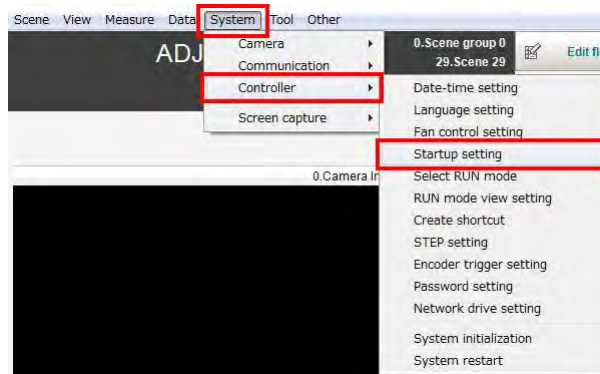 Scene View Measure Data System Tool Other
ADJ
Camera
Communication
Controller
Screen capture
0.Scene group 0
29.Scene 29
Edit fl
Date-time setting
Language setting
Fan control setting
Startup setting
Select RUN mode
RUN mode view setting
Create shortcut
STEP setting
Encoder trigger setting
Password setting
Network drive setting
System initialization
System restart
0.Camera In